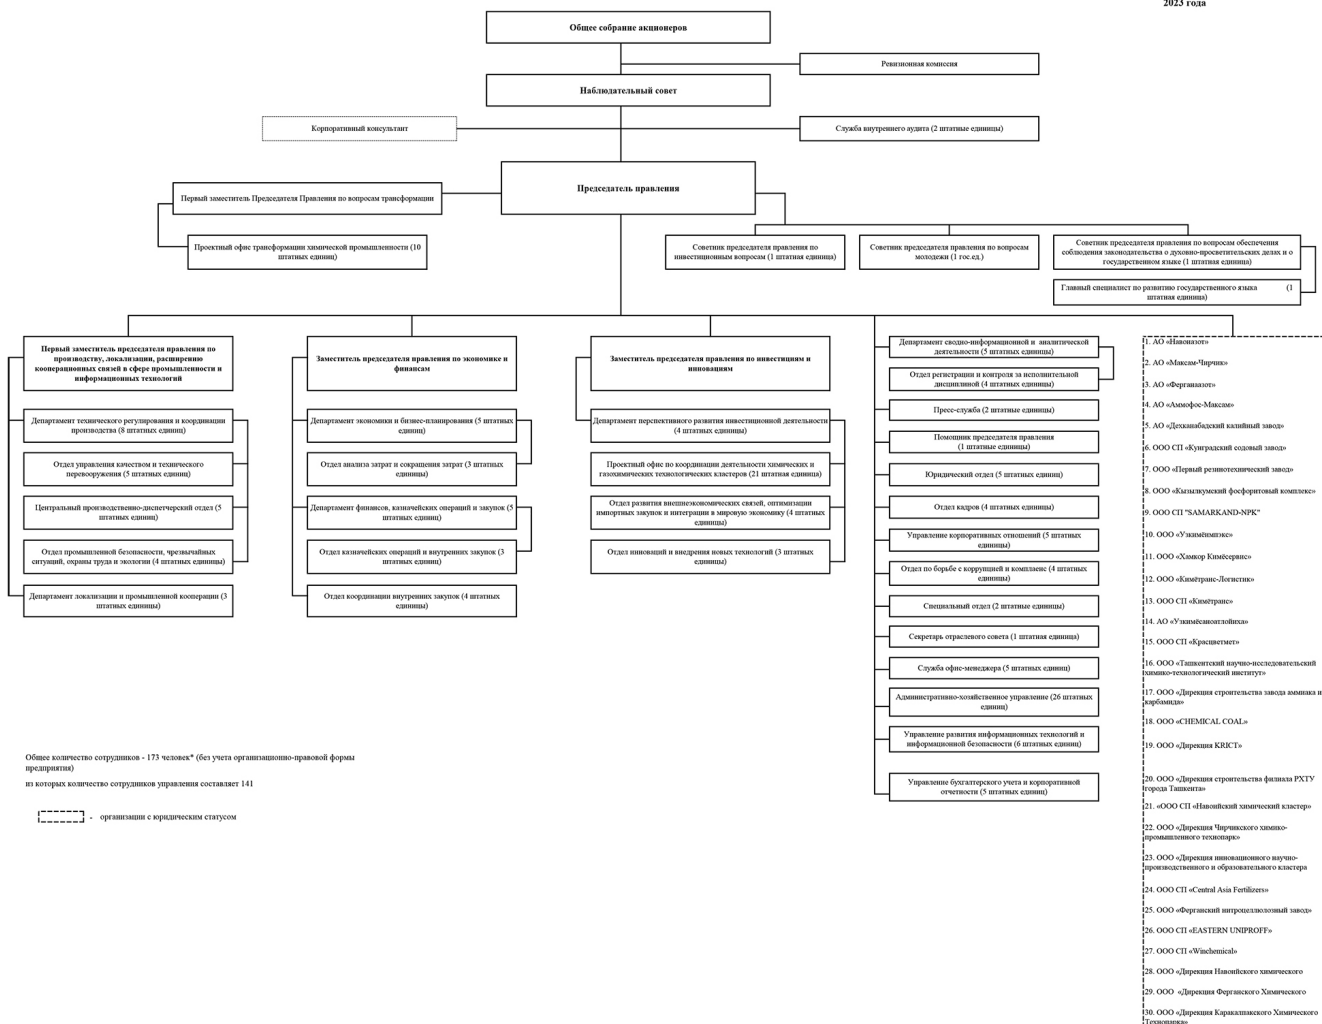 2023 года
Общее собрание акционеров
Ревизионная комиссия
Наблюдательный совет
Корпоративный консультант
Служба внутреннего аудита (2 штатные единицы)
Председатель правления
Первый заместитель Председателя Правления по вопросам трансформации
Проектный офис трансформации химической промышленности (10
штатных единиц)
Советник председателя правления по
инвестиционным вопросам (1 штатная единица)
Советник председателя правления по вопросам
молодежи (1 гос.ед.)
Советник председателя правления по вопросам обеспечения
соблюдения законодательства о духовно-просветительских делах и о
государственном языке (1 штатная единица)
Главный специалист по развитию государственного языка (1
штатная единица)
Первый заместитель председателя правления по
производству, локализации, расширению
кооперационных связей в сфере промышленности и
информационных технологий
Департамент технического регулирования и координации
производства (8 штатных единиц)
Отдел управления качеством и технического
перевооружения (5 штатных единиц)
Центральный производственно-диспетчерский отдел (5
штатных единиц)
Отдел промышленной безопасности, чрезвычайных
ситуаций, охраны труда и экологии (4 штатные единицы)
Департамент локализации и промышленной кооперации (3
штатные единицы)
Заместитель председателя правления по экономике и
финансам
Департамент экономики и бизнес-планирования (5 штатных
единиц)
Отдел анализа затрат и сокращения затрат (3 штатных
единицы)
Департамент финансов, казначейских операций и закупок (5
штатных единиц)
Отдел казначейских операций и внутренних закупок (3
штатных единицы)
Отдел координации внутренних закупок (4 штатных
единицы)
Заместитель председателя правления по инвестициям и
инновациям
Департамент перспективного развития инвестиционной деятельности
(4 штатные единицы)
Проектный офис по координации деятельности химических и
газохимических технологических кластеров (21 штатная единица)
Отдел развития внешнеэкономических связей, оптимизации
импортных закупок и интеграции в мировую экономику (4 штатных
единицы)
Отдел инноваций и внедрения новых технологий (3 штатных
единицы)
Департамент сводно-информационной и аналитической
деятельности (5 штатных единицы)
Отдел регистрации и контроля за исполнительной
дисциплиной (4 штатные единицы)
Пресс-служба (2 штатные единицы)
Помощник председателя правления
(1 штатные единицы)
Юридический отдел (5 штатных единиц)
Отдел кадров (4 штатные единицы)
Управление корпоративных отношений (5 штатных
единицы)
Отдел по борьбе с коррупцией и комплаенс (4 штатных
единицы)
Специальный отдел (2 штатные единицы)
Секретарь отраслевого совета (1 штатная единица)
Служба офис-менеджера (5 штатных единиц)
Административно-хозяйственное управление (26 штатных
единиц)
Управление развития информационных технологий и
информационной безопасности (6 штатных единиц)
Управление бухгалтерского учета и корпоративной
отчетности (5 штатных единиц)
1. АО «Навоиазот»
2. АО «Максам-Чирчик»
3. АО «Ферганаазот»
4. АО «Аммофос-Максам»
5. АО «Дехканабадский калийный завод»
6. ООО СП «Кунградский содовый завод»
7. ООО «Первый резинотехнический завод»
8. ООО «Кызылкумский фосфоритовый комплекс»
9. ООО СП "SAMARKAND-NPK"
10. ООО «Узкимёимпэкс»
11. ООО «Хамкор Кимёсервис»
12. ООО «Кимётранс-Логистик»
13. ООО СП «Кимётранс»
14. АО «Узкимёсаноатлойиха»
15. ООО СП «Красцветмет»
16. ООО «Ташкентский научно-исследовательский
химико-технологический институт»
17. ООО «Дирекция строительства завода аммиака и
карбамида»
18. ООО «CHEMICAL COAL»
19. ООО «Дирекция KRICT»
20. ООО «Дирекция строительства филиала РХТУ
города Ташкента»
21. «ООО СП «Навоийский химический кластер»
22. ООО «Дирекция Чирчикского химико-
промышленного технопарк»
23. ООО «Дирекция инновационного научно-
производственного и образовательного кластера
24. ООО СП «Central Asia Fertilizers»
25. ООО «Ферганский нитроцеллюлозный завод»
26. ООО СП «EASTERN UNIPROFF»
27. ООО СП «Winchemical»
28. ООО «Дирекция Навоийского химического
29. ООО «Дирекция Ферганского Химического
30. ООО «Дирекция Каракалпакского Химического
Технопарка»
Общее количество сотрудников - 173 человек* (без учета организационно-правовой формы
предприятия)
из которых количество сотрудников управления составляет 141
- организации с юридическим статусом